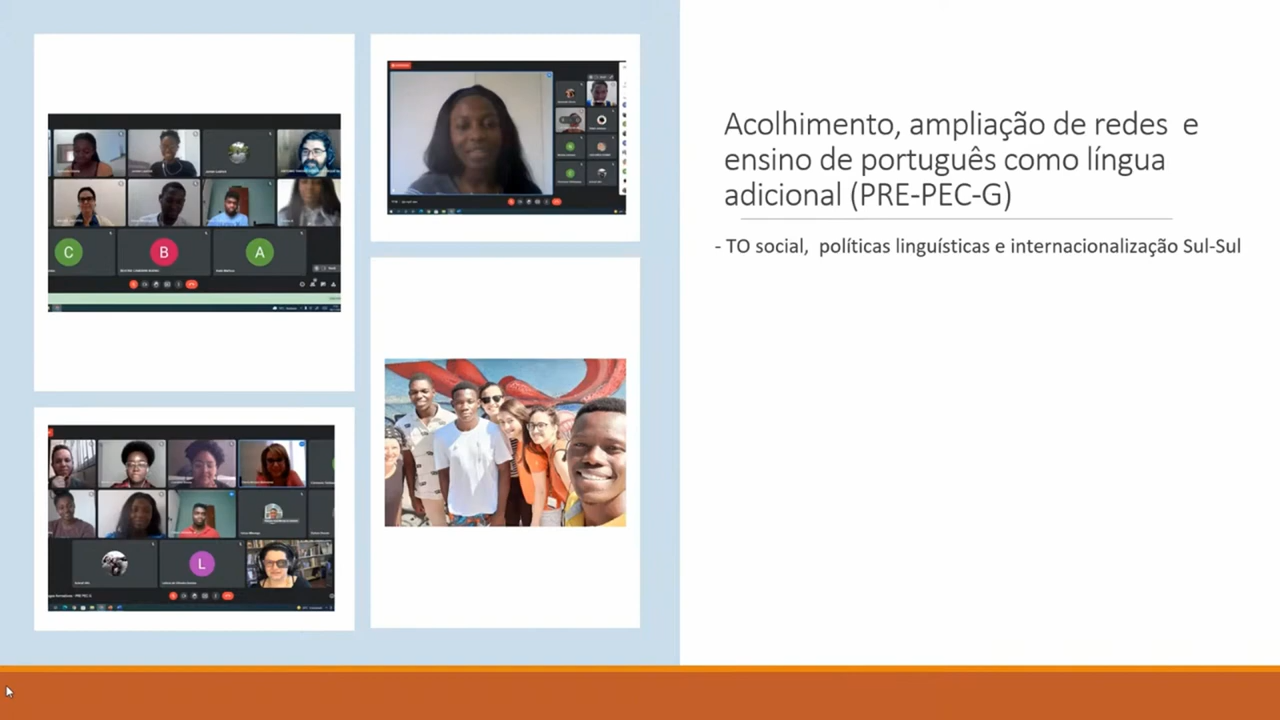 Acolhimento, ampliação de redes e
ensino de português como língua
adicional (PRE-PEC-G)
- TO social, políticas linguísticas e internacionalização Sul-Sul
C
B
A
L